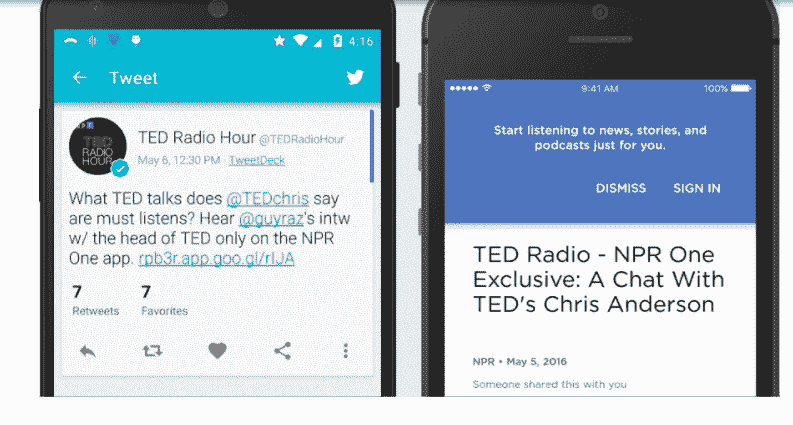 4:16
Tweet
TED
RADIO
HOUR
TED Radio Hour @TEDRadioHour
May 6, 12:30 PM · TweetDeck
What TED talks does @TEDchris say
are must listens? Hear @guyraz's intw
w/ the head of TED only on the NPR
One app. rpb3r.app.goo.gl/rIJA
7 7
Retweets Favorites
9:41 AM 100%
Start listening to news, stories, and
podcasts just for you.
DISMISS SIGN IN
TED Radio - NPR One
Exclusive: A Chat With
TED's Chris Anderson
NPR • May 5, 2016
Someone shared this with you